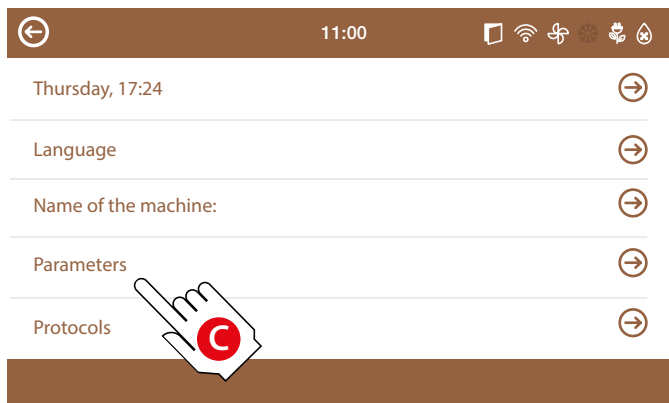 11:00
Thursday, 17:24
Language
Name of the machine:
Parameters
Protocols
C